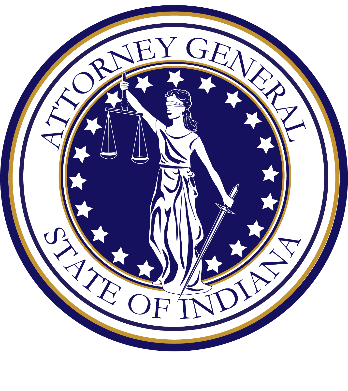 ATTORNEY GENERAL
STATE OF INDIANA